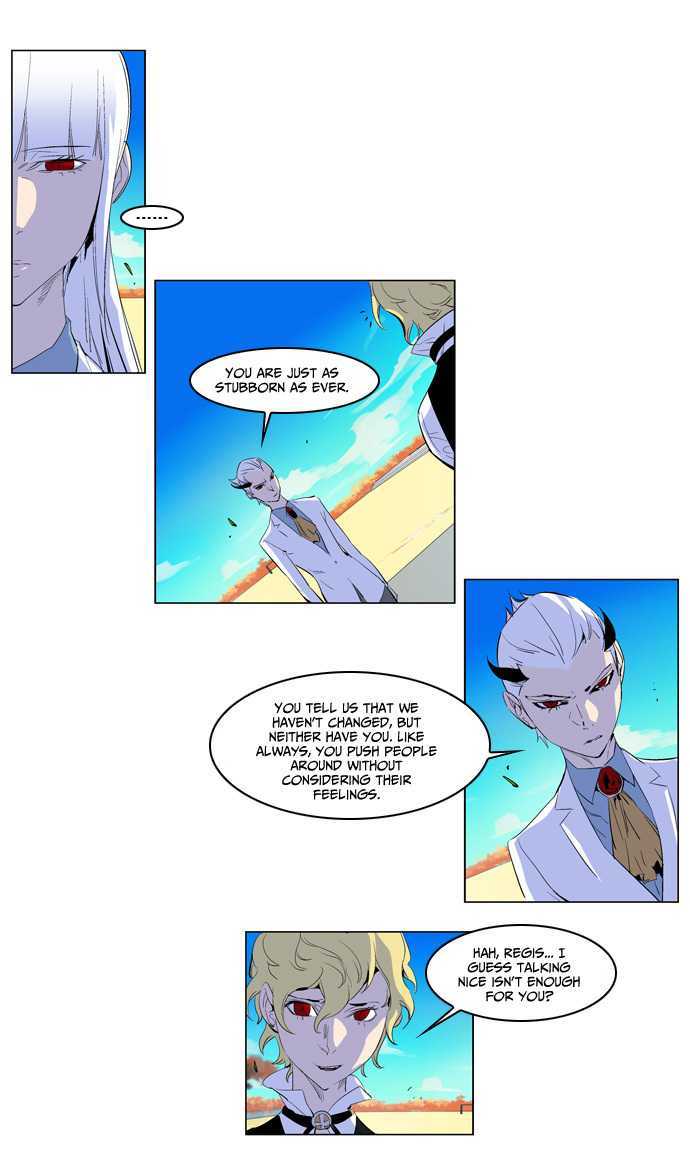 ------
YOU ARE JUST AS
STUBBORN AS EVER.
YOU TELL US THAT WE
HAVEN'T CHANGED, BUT
NEITHER HAVE YOU. LIKE
ALWAYS, YOU PUSH PEOPLE
AROUND WITHOUT
CONSIDERING THEIR
FEELINGS.
HAH, REGIS... I
GUESS TALKING
NICE ISN'T ENOUGH
FOR YOU?